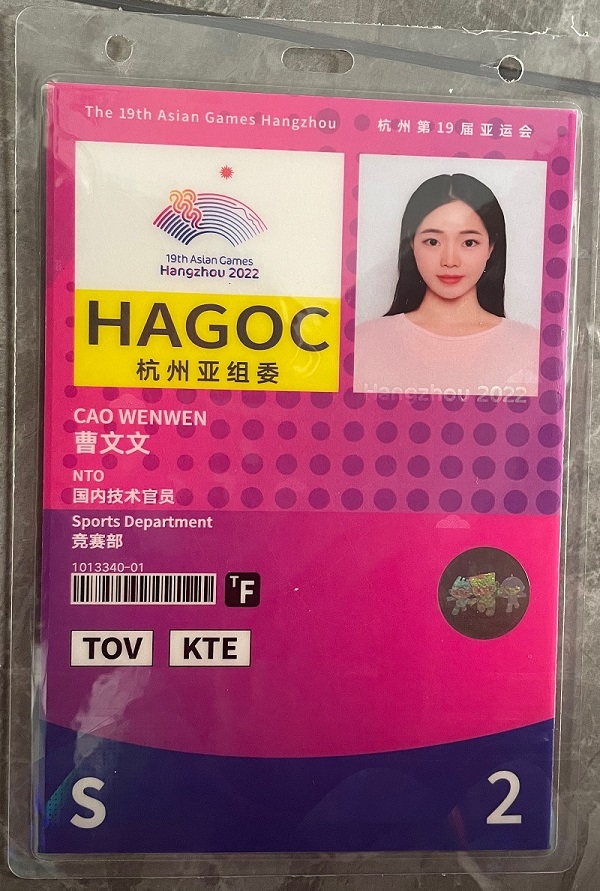 The 19th Asian Games Hangzhou
杭州第19届亚运会
19th Asian Games
Hangzhou 2022
HAGOC
杭州亚组委
Hangzhou 2022
CAO WENWEN
曹文文
NTO
国内技术官员
Sports Department
竞赛部
1013340-01
TF
TOV KTE
S 2